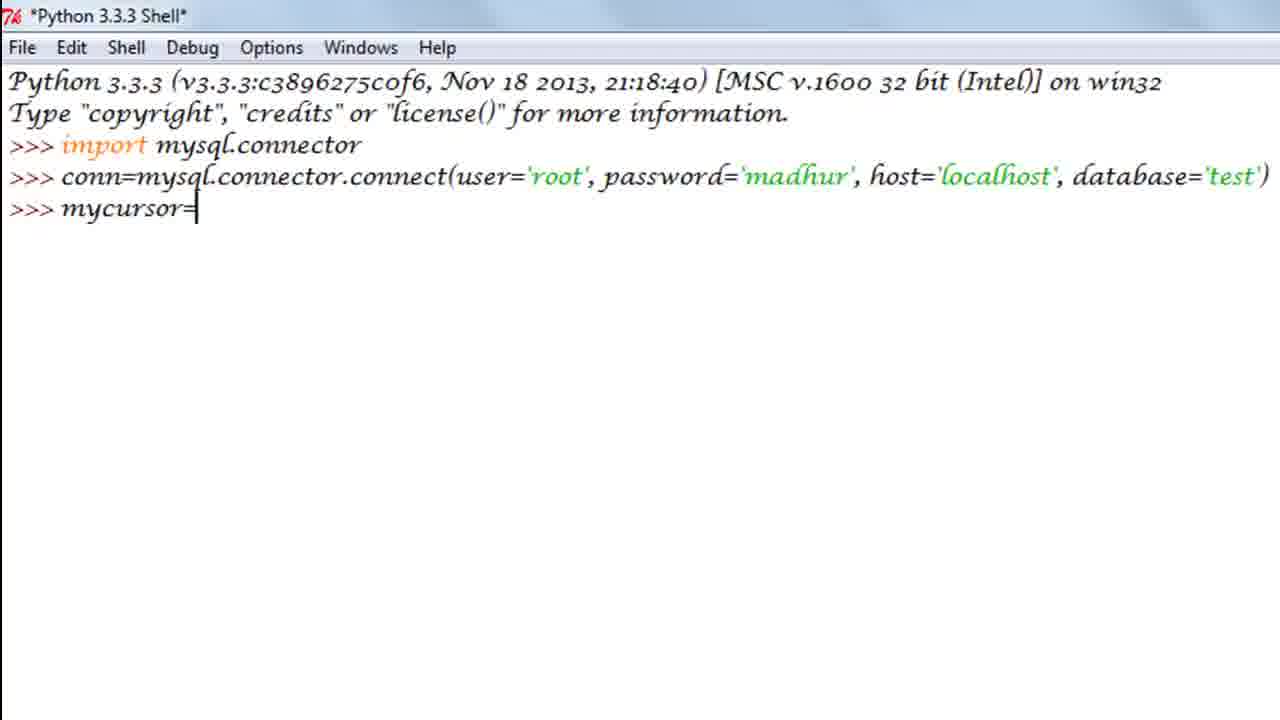 *Python 3.3.3 Shell*
File Edit Shell Debug Options Windows Help
Python 3.3.3 (v3.3.3:c3896275c0f6, Nov 18 2013, 21:18:40) [MSC v.1600 32 bit (Intel)] on win32
Type "copyright", "credits" or "license()" for more information.
>>> import mysql.connector
>>> conn=mysql.connector.connect(user='root', password='madhur', host='localhost', database='test')
>>> mycursor=